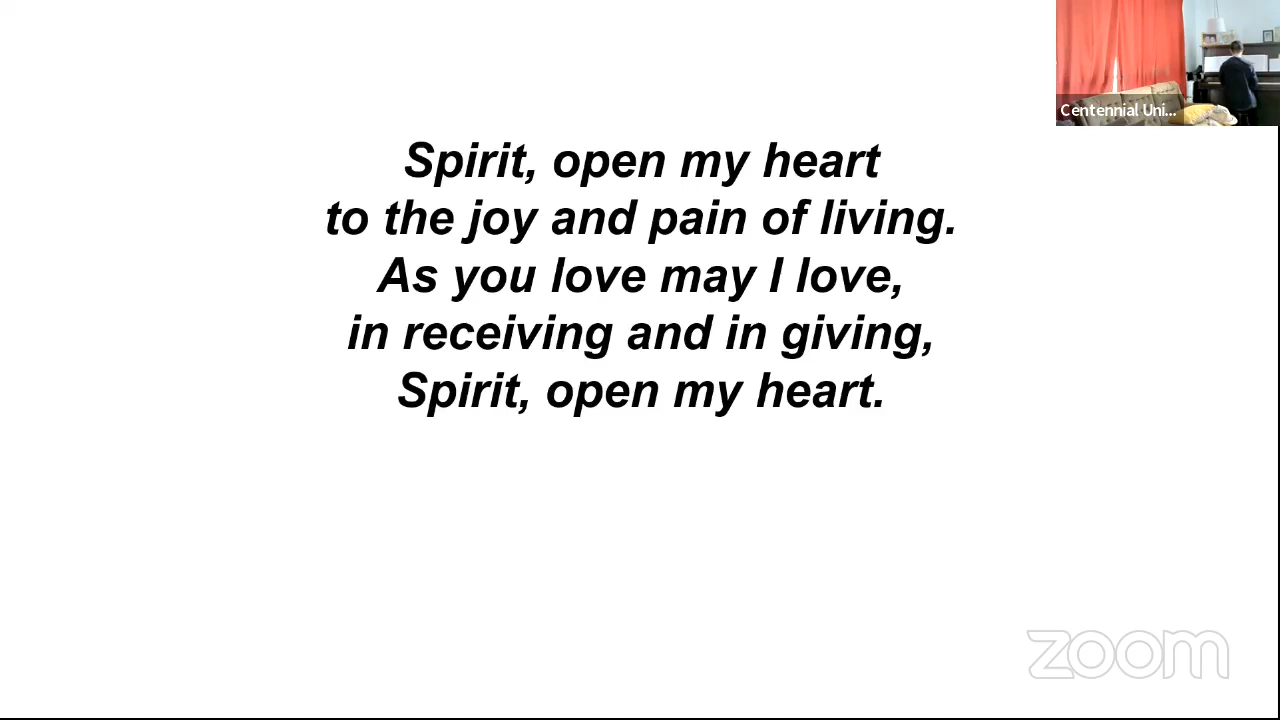 Centennial Uni...
Spirit, open my heart
to the joy and pain of living.
As you love may I love,
in receiving and in giving,
Spirit, open my heart.
zoom